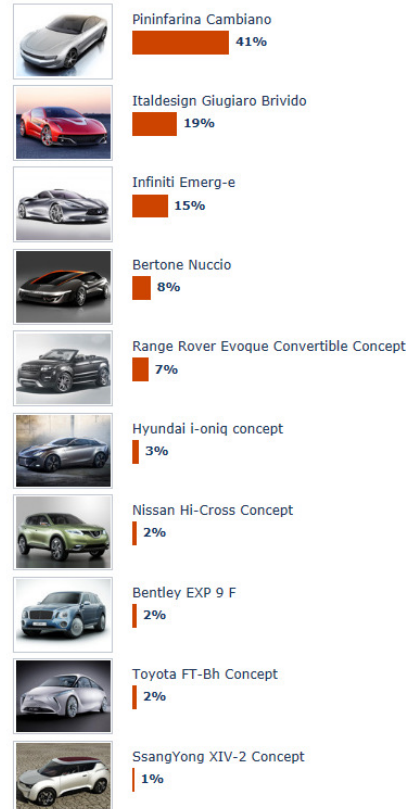 Pininfarina Cambiano
41%
Italdesign Giugiaro Brivido
19%
Infiniti Emerg-e
15%
Bertone Nuccio
8%
Range Rover Evoque Convertible Concept
7%
Hyundai i-oniq concept
3%
Nissan Hi-Cross Concept
2%
Bentley EXP 9 F
2%
Toyota FT-Bh Concept
2%
SsangYong XIV-2 Concept
1%